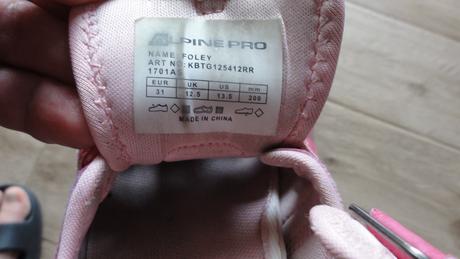 ALPINE PRO
NAME: FOLEY
ART NO: KBTG125412RR
1701AS
EUR UK US mm
31 12.5 13.5 200
MADE IN CHINA